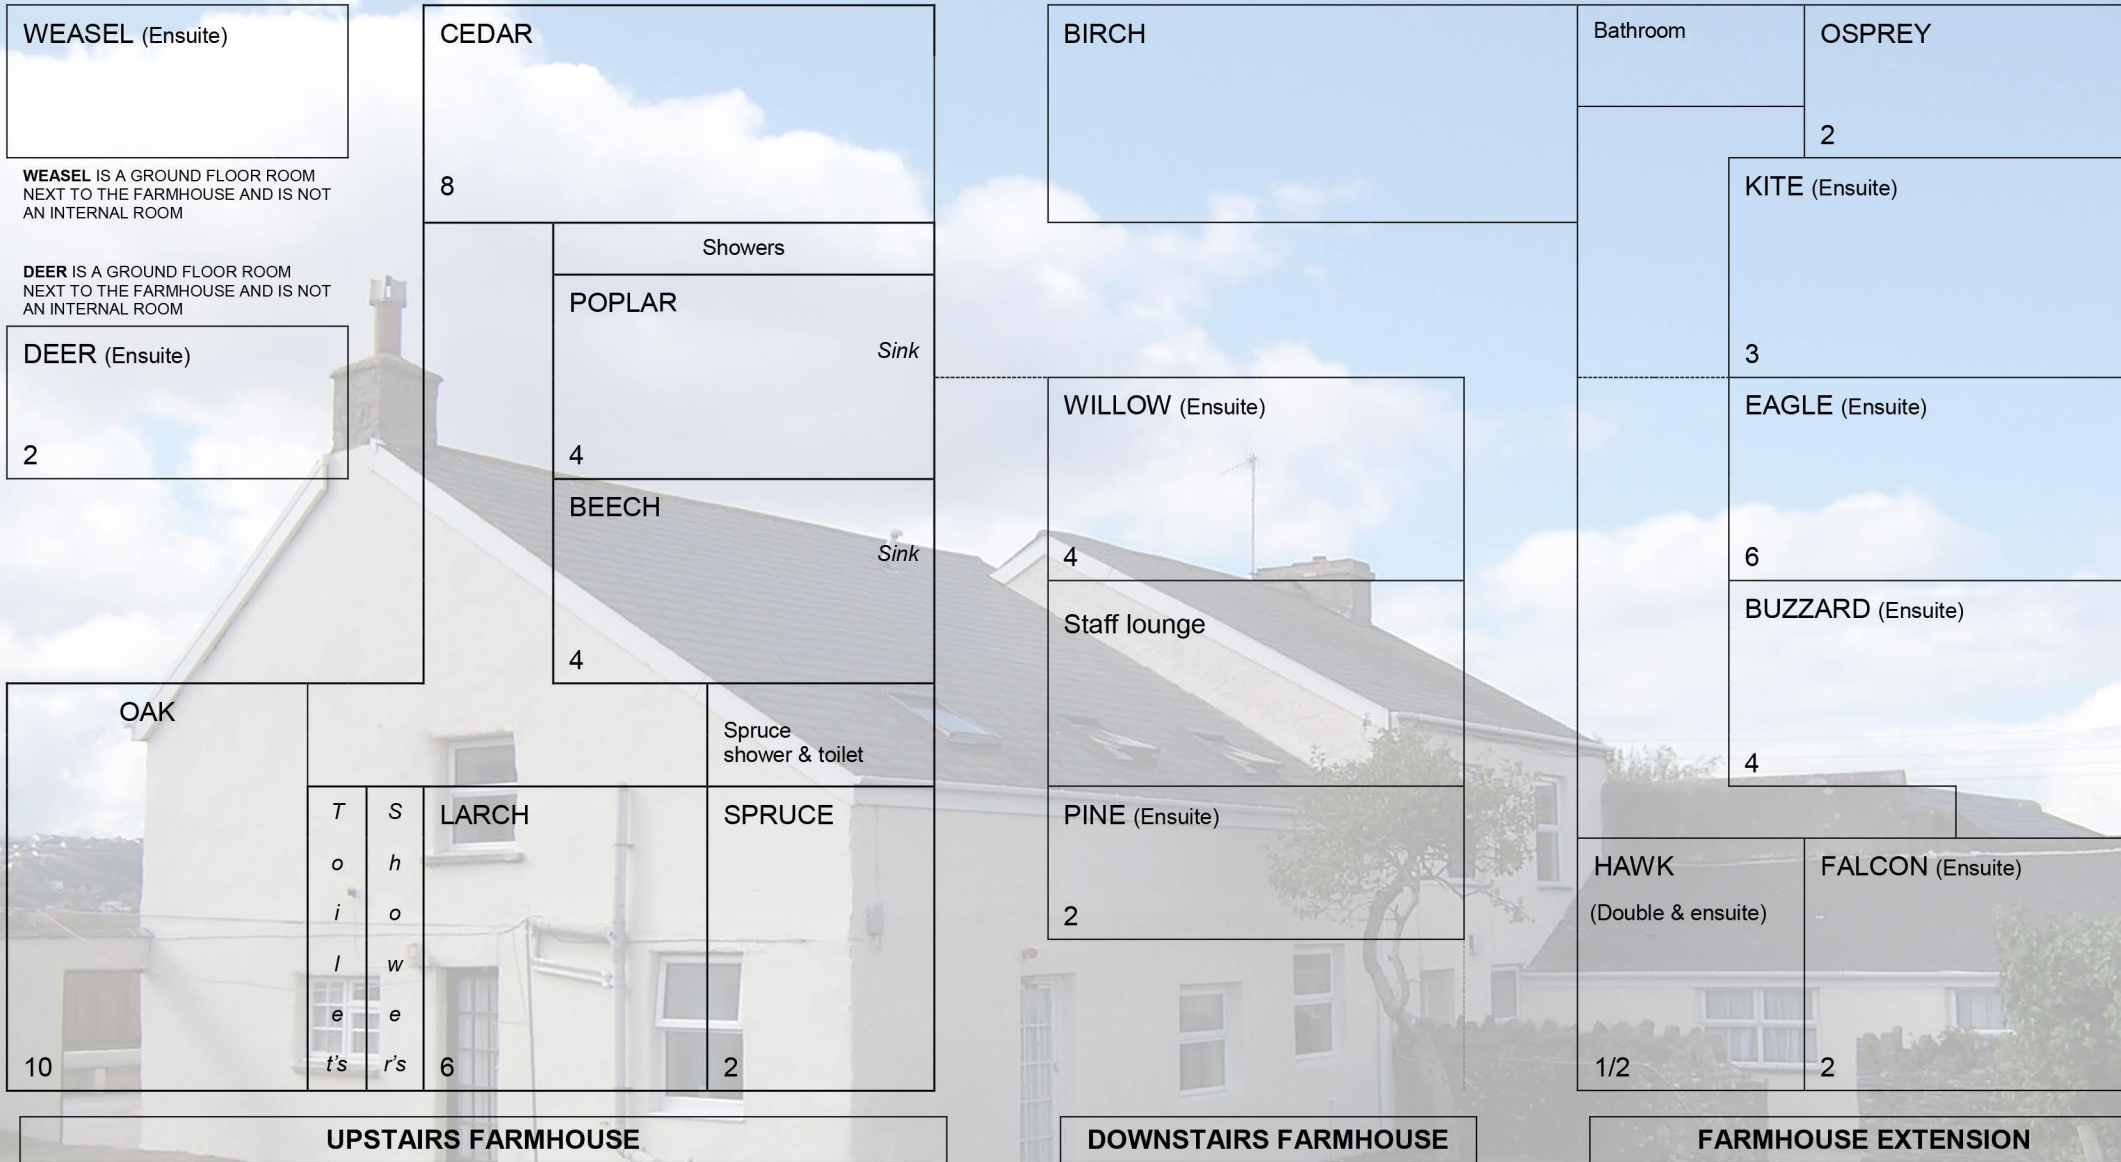 WEASEL (Ensuite)
WEASEL IS A GROUND FLOOR ROOM
NEXT TO THE FARMHOUSE AND IS NOT
AN INTERNAL ROOM
DEER IS A GROUND FLOOR ROOM
NEXT TO THE FARMHOUSE AND IS NOT
AN INTERNAL ROOM
DEER (Ensuite)
2
CEDAR
8
Showers
POPLAR
Sink
4
BEECH
Sink
4
OAK
10
Toilet's
Shower's
LARCH
6
Spruce
shower & toilet
SPRUCE
2
UPSTAIRS FARMHOUSE
BIRCH
WILLOW (Ensuite)
4
Staff lounge
PINE (Ensuite)
2
DOWNSTAIRS FARMHOUSE
Bathroom
OSPREY
2
KITE (Ensuite)
3
EAGLE (Ensuite)
6
BUZZARD (Ensuite)
4
HAWK
(Double & ensuite)
1/2
FALCON (Ensuite)
2
FARMHOUSE EXTENSION